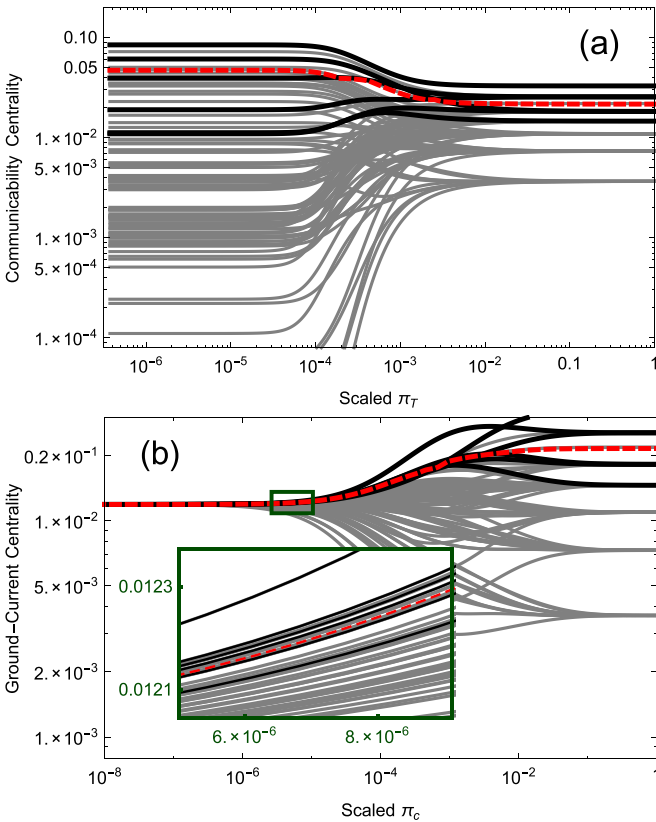 (a)
Communicability Centrality
0.10
0.05
1.×10⁻²
5.×10⁻³
1.×10⁻³
5.×10⁻⁴
1.×10⁻⁴
10⁻⁶ 10⁻⁵ 10⁻⁴ 10⁻³ 10⁻² 0.1 1
Scaled π_T
(b)
Ground−Current Centrality
0.2×10⁻¹
1.×10⁻²
5.×10⁻³
2.×10⁻³
1.×10⁻³
0.0123
0.0121
6.×10⁻⁶ 8.×10⁻⁶
10⁻⁸ 10⁻⁶ 10⁻⁴ 10⁻² 1
Scaled π_c